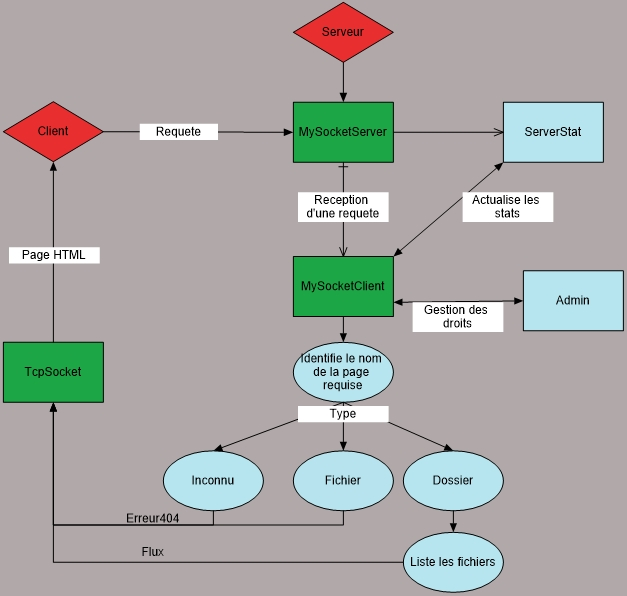 Serveur
Client
Requete
MySocketServer
ServerStat
Reception
d'une requete
Actualise les
stats
Page HTML
MySocketClient
Admin
Gestion des
droits
TcpSocket
Identifie le nom
de la page
requise
Type
Inconnu
Fichier
Dossier
Erreur404
Flux
Liste les fichiers